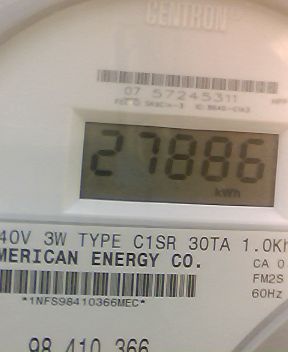 CENTRON
07 57245311
27886
kWh
40V 3W TYPE C1SR 30TA 1.0Kh
MERICAN ENERGY CO.
CA 0
FM2S
60Hz
*1NFS98410366MEC*
98 410 366